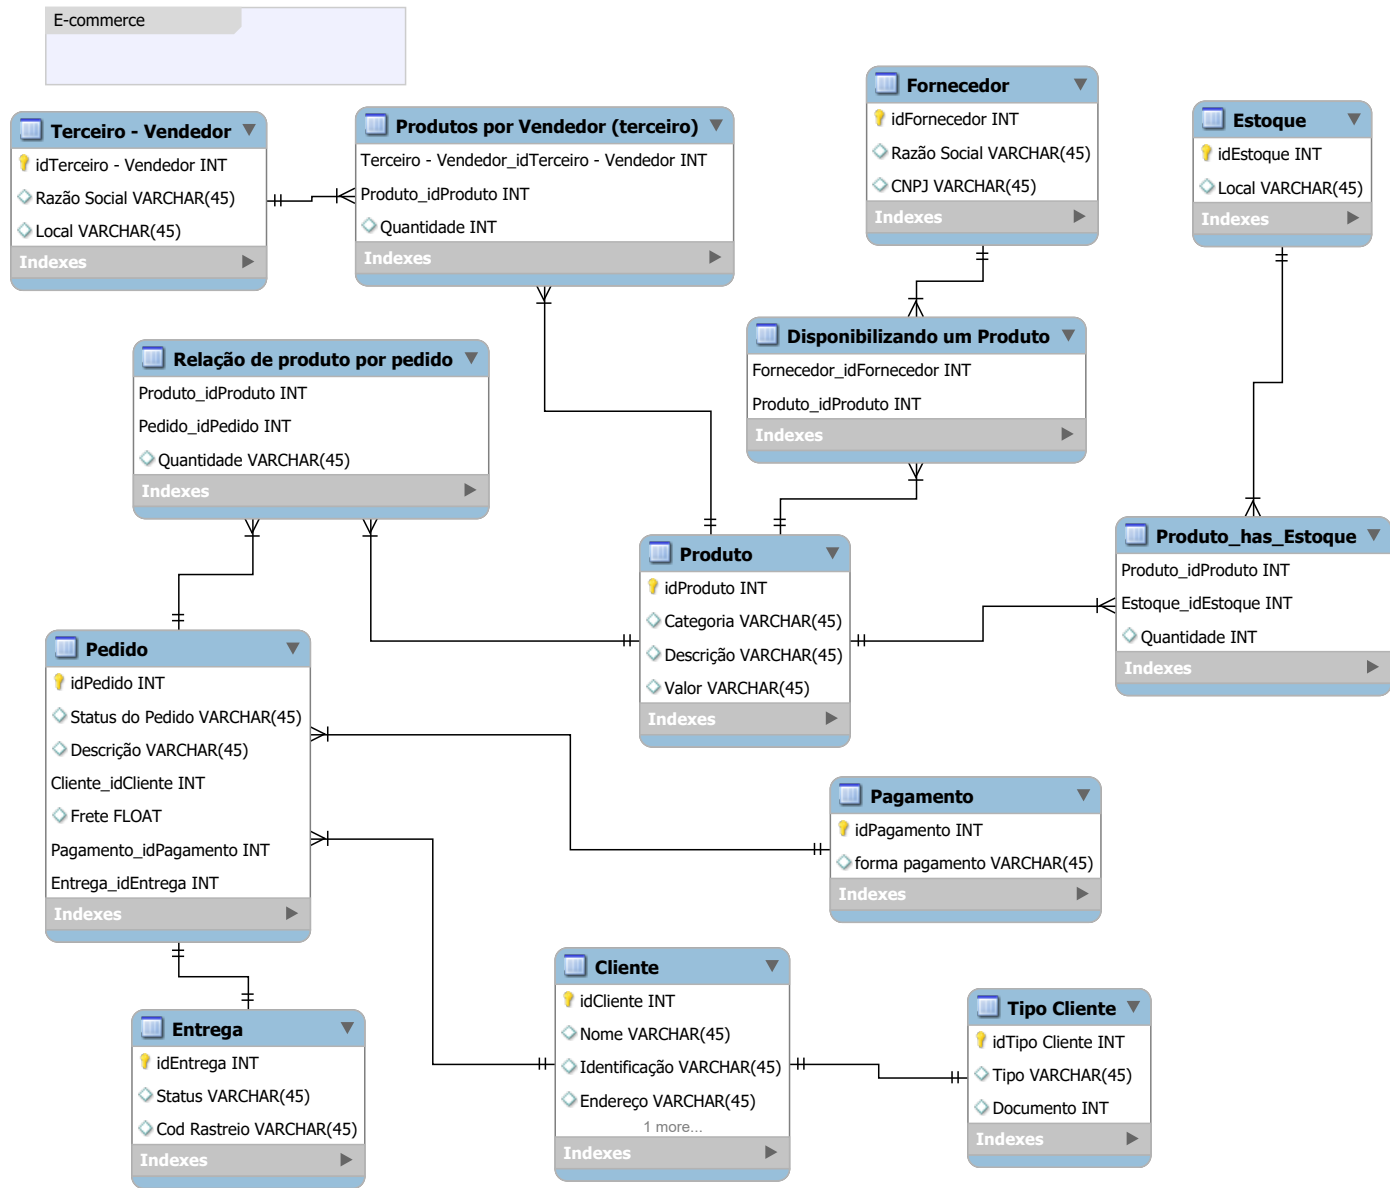 E-commerce
Terceiro - Vendedor
idTerceiro - Vendedor INT
Razão Social VARCHAR(45)
Local VARCHAR(45)
Indexes
Produtos por Vendedor (terceiro)
Terceiro - Vendedor_idTerceiro - Vendedor INT
Produto_idProduto INT
Quantidade INT
Indexes
Fornecedor
idFornecedor INT
Razão Social VARCHAR(45)
CNPJ VARCHAR(45)
Indexes
Estoque
idEstoque INT
Local VARCHAR(45)
Indexes
Relação de produto por pedido
Produto_idProduto INT
Pedido_idPedido INT
Quantidade VARCHAR(45)
Indexes
Disponibilizando um Produto
Fornecedor_idFornecedor INT
Produto_idProduto INT
Indexes
Produto
idProduto INT
Categoria VARCHAR(45)
Descrição VARCHAR(45)
Valor VARCHAR(45)
Indexes
Produto_has_Estoque
Produto_idProduto INT
Estoque_idEstoque INT
Quantidade INT
Indexes
Pedido
idPedido INT
Status do Pedido VARCHAR(45)
Descrição VARCHAR(45)
Cliente_idCliente INT
Frete FLOAT
Pagamento_idPagamento INT
Entrega_idEntrega INT
Indexes
Pagamento
idPagamento INT
forma pagamento VARCHAR(45)
Indexes
Entrega
idEntrega INT
Status VARCHAR(45)
Cod Rastreio VARCHAR(45)
Indexes
Cliente
idCliente INT
Nome VARCHAR(45)
Identificação VARCHAR(45)
Endereço VARCHAR(45)
1 more...
Indexes
Tipo Cliente
idTipo Cliente INT
Tipo VARCHAR(45)
Documento INT
Indexes